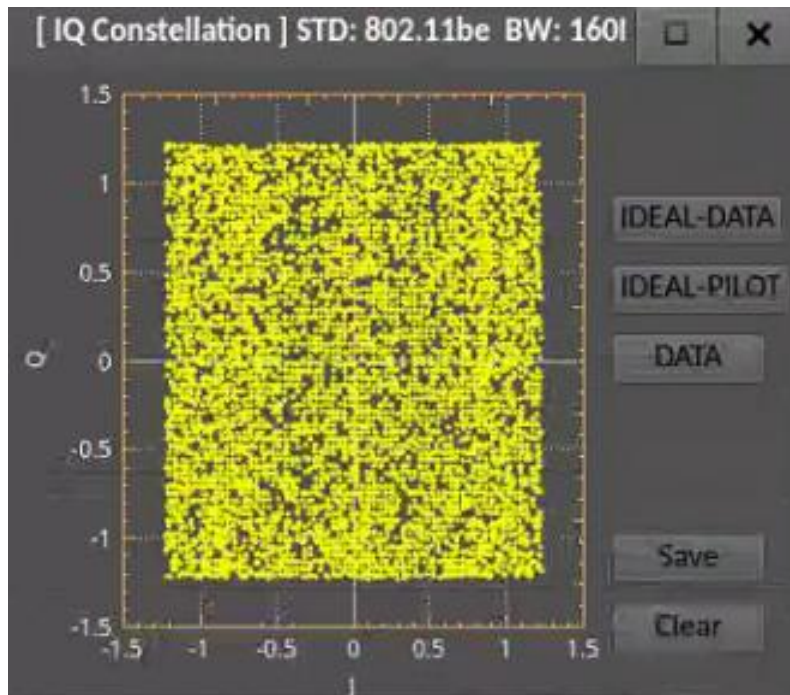 [ IQ Constellation ] STD: 802.11be BW: 160
1.5
1
0.5
0
-0.5
-1
-1.5
Q
-1.5 -1 -0.5 0 0.5 1 1.5
I
IDEAL-DATA
IDEAL-PILOT
DATA
Save
Clear